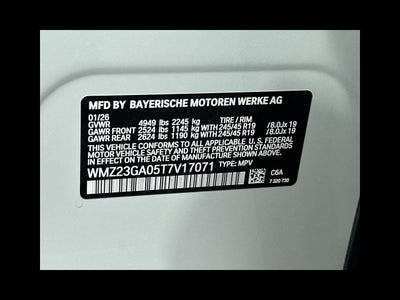 MFD BY BAYERISCHE MOTOREN WERKE AG
01/26
GVWR 4949 lbs 2245 kg TIRE / RIM
GAWR FRONT 2524 lbs 1145 kg WITH 245/45 R19 /8.0Jx 19
GAWR REAR 2624 lbs 1190 kg WITH 245/45 R19 /8.0Jx 19
THIS VEHICLE CONFORMS TO ALL APPLICABLE U. S. FEDERAL
MOTOR VEHICLE SAFETY, BUMPER, AND THEFT PREVENTION
STANDARDS IN EFFECT ON THE DATE OF MANUFACTURE SHOWN ABOVE.
WMZ23GA05T7V17071 TYPE: MPV
C6A
7 320 730